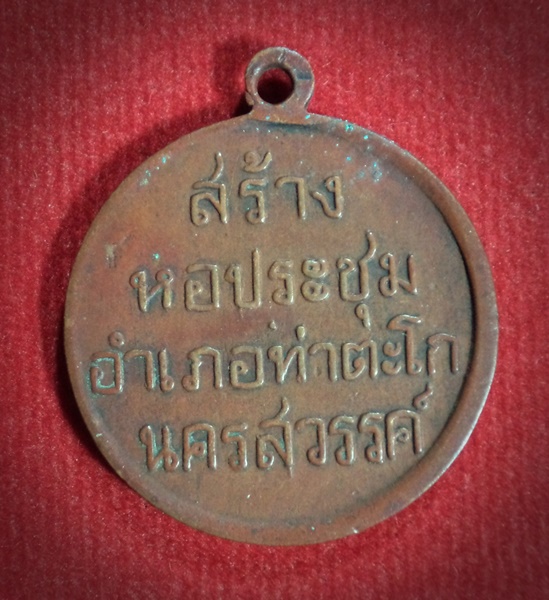 สร้าง
หอประชุม
อำเภอท่าตะโก
นครสวรรค์